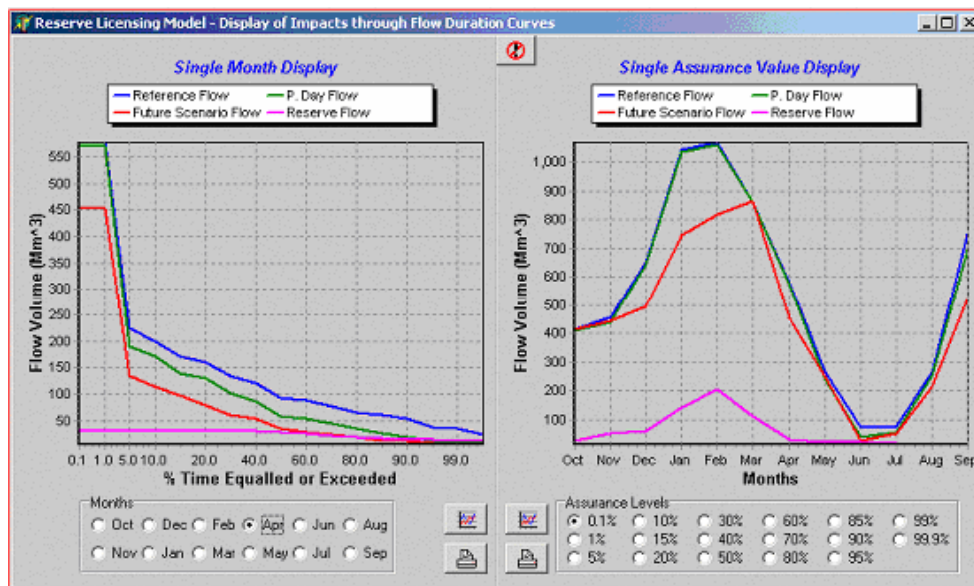 Reserve Licensing Model - Display of Impacts through Flow Duration Curves
Single Month Display
Reference Flow P. Day Flow
Future Scenario Flow Reserve Flow
Flow Volume (Mm^3)
550
500
450
400
350
300
250
200
150
100
50
0.1 1.0 5.0 10.0 20.0 40.0 60.0 80.0 90.0 99.0
% Time Equalled or Exceeded
Months
Oct Dec Feb Apr Jun Aug
Nov Jan Mar May Jul Sep
Single Assurance Value Display
Reference Flow P. Day Flow
Future Scenario Flow Reserve Flow
Flow Volume (Mm^3)
1,000
900
800
700
600
500
400
300
200
100
Oct Nov Dec Jan Feb Mar Apr May Jun Jul Aug Sep
Months
Assurance Levels
0.1% 10% 30% 60% 85% 99%
1% 15% 40% 70% 90% 99.9%
5% 20% 50% 80% 95%